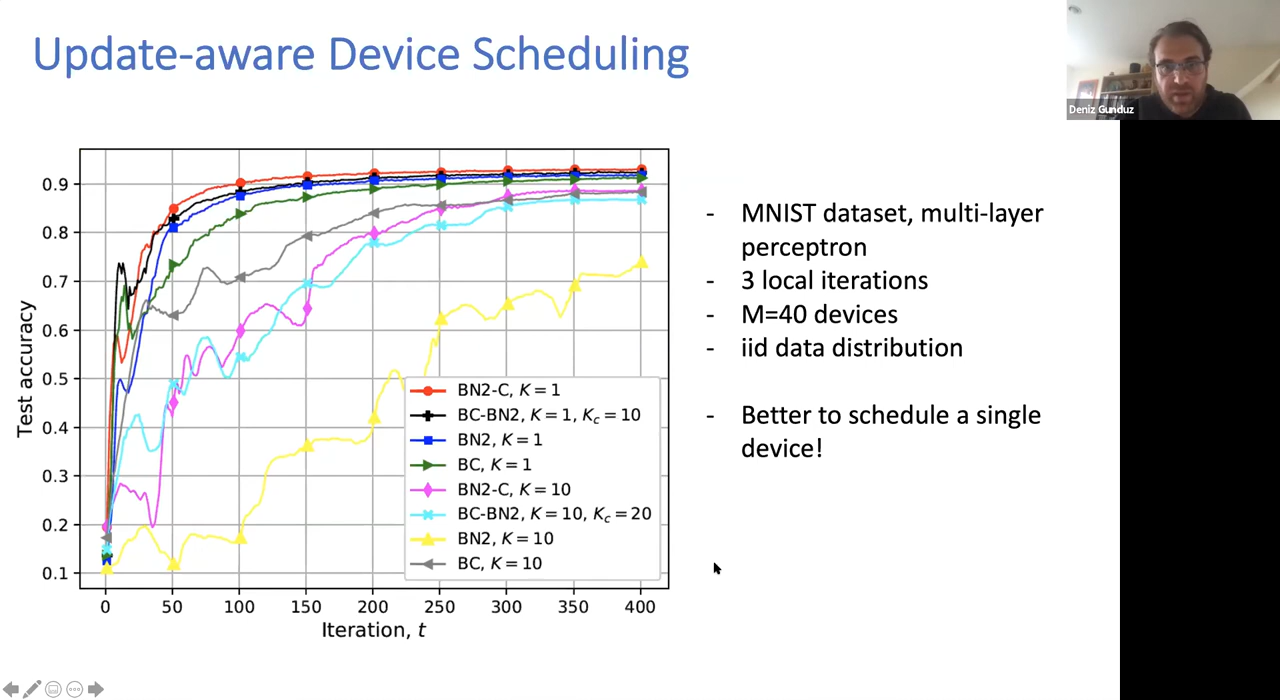 Update-aware Device Scheduling
Deniz Gunduz
Test accuracy
0.9
0.8
0.7
0.6
0.5
0.4
0.3
0.2
0.1
0 50 100 150 200 250 300 350 400
Iteration, t
BN2-C, K = 1
BC-BN2, K = 1, Kc = 10
BN2, K = 1
BC, K = 1
BN2-C, K = 10
BC-BN2, K = 10, Kc = 20
BN2, K = 10
BC, K = 10
- MNIST dataset, multi-layer
perceptron
- 3 local iterations
- M=40 devices
- iid data distribution
- Better to schedule a single
device!